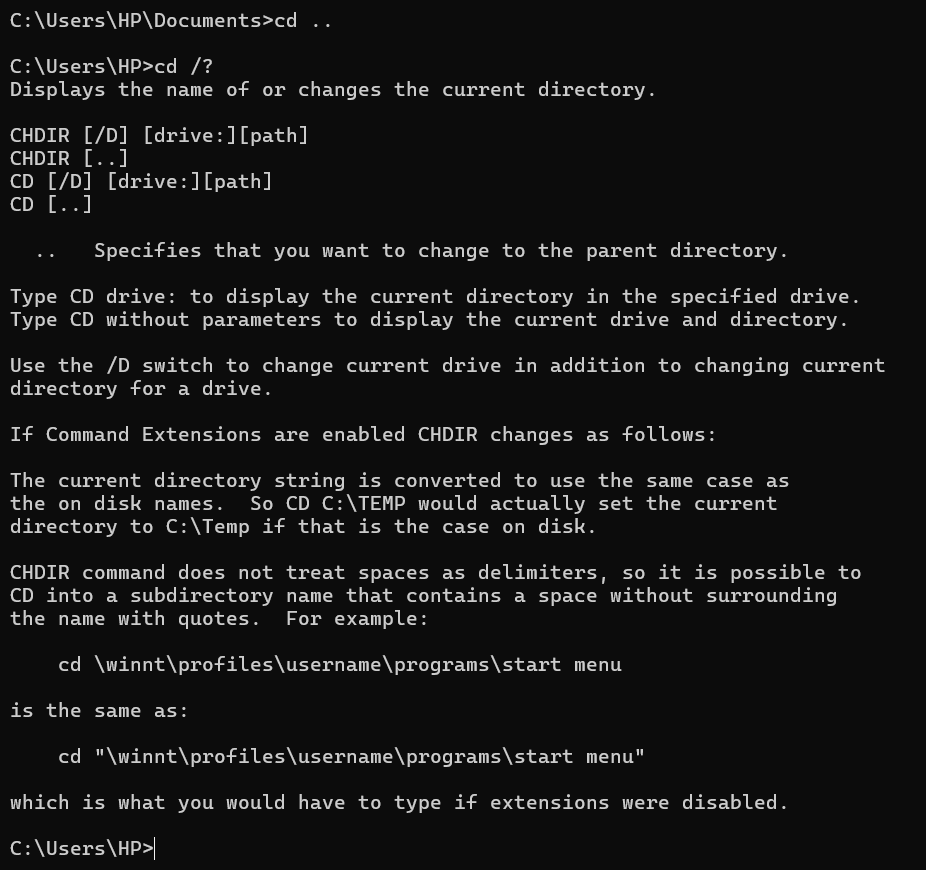 C:\Users\HP\Documents>cd ..
C:\Users\HP>cd /?
Displays the name of or changes the current directory.
CHDIR [/D] [drive:][path]
CHDIR [..]
CD [/D] [drive:][path]
CD [..]
  ..   Specifies that you want to change to the parent directory.
Type CD drive: to display the current directory in the specified drive.
Type CD without parameters to display the current drive and directory.
Use the /D switch to change current drive in addition to changing current
directory for a drive.
If Command Extensions are enabled CHDIR changes as follows:
The current directory string is converted to use the same case as
the on disk names.  So CD C:\TEMP would actually set the current
directory to C:\Temp if that is the case on disk.
CHDIR command does not treat spaces as delimiters, so it is possible to
CD into a subdirectory name that contains a space without surrounding
the name with quotes.  For example:
    cd \winnt\profiles\username\programs\start menu
is the same as:
    cd "\winnt\profiles\username\programs\start menu"
which is what you would have to type if extensions were disabled.
C:\Users\HP>